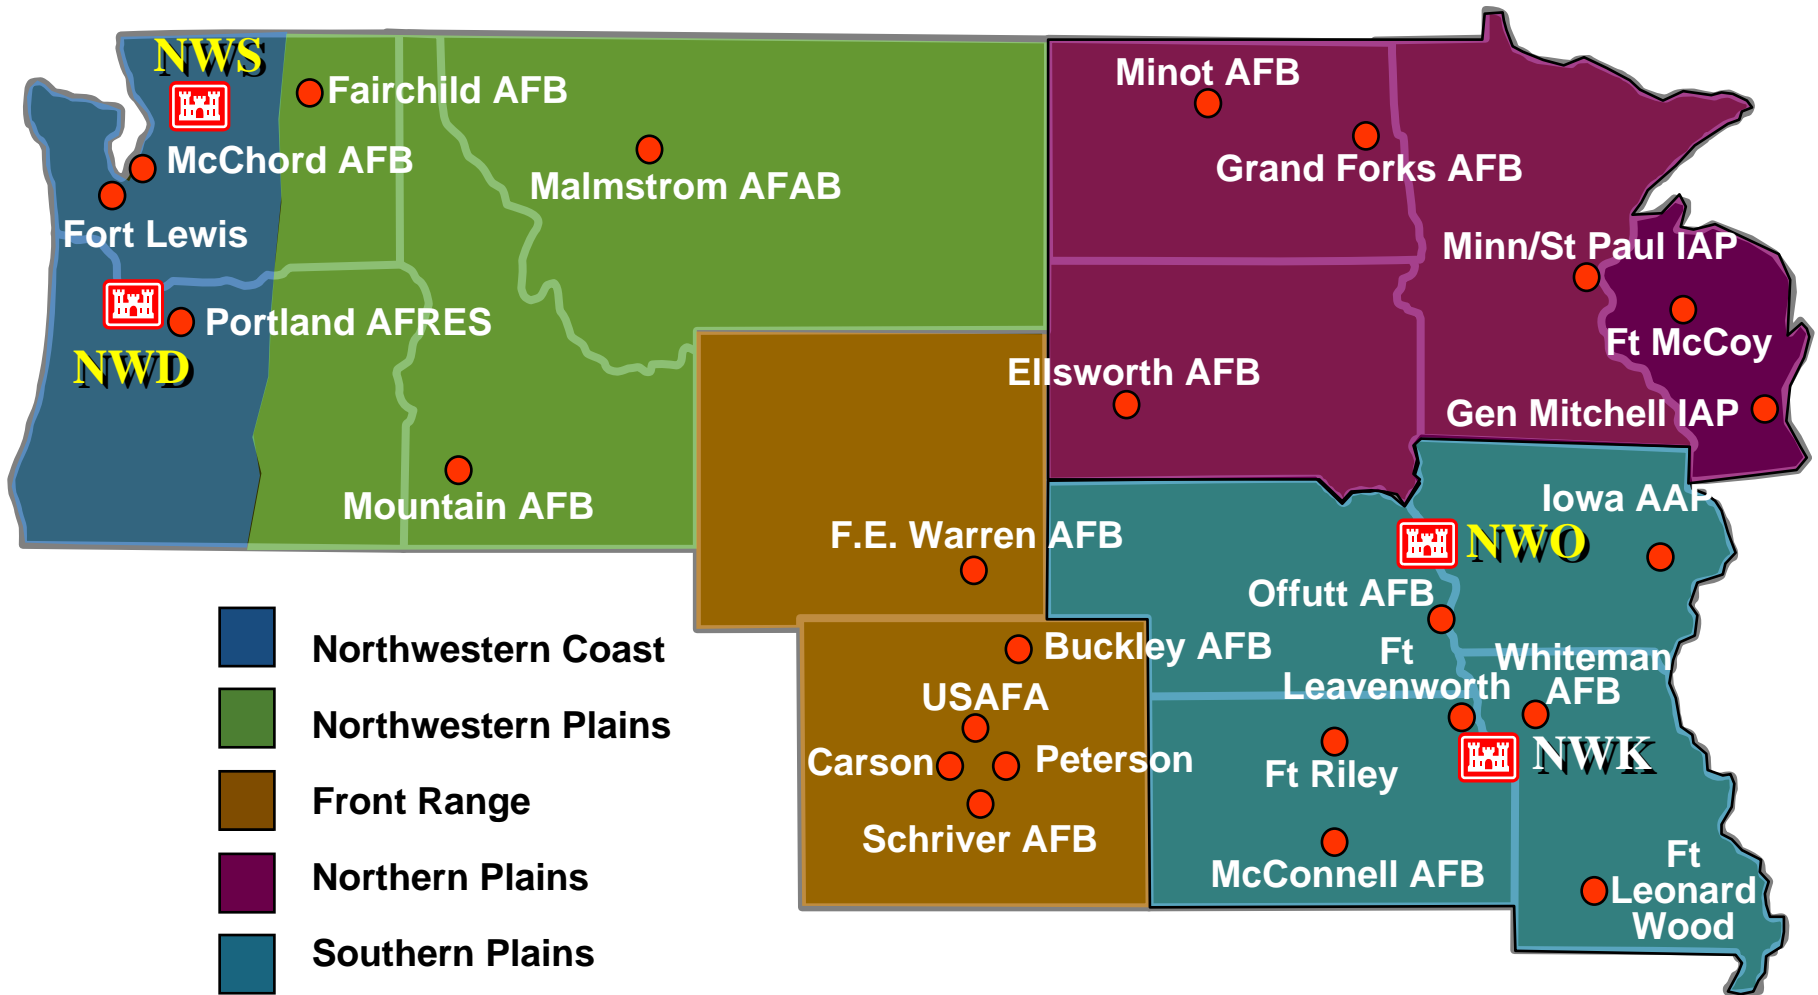 NWS
Fairchild AFB
McChord AFB
Fort Lewis
Portland AFRES
NWD
Malmstrom AFAB
Mountain AFB
Minot AFB
Grand Forks AFB
Minn/St Paul IAP
Ft McCoy
Ellsworth AFB
Gen Mitchell IAP
Iowa AAP
F.E. Warren AFB
NWO
Offutt AFB
Buckley AFB
Ft
Leavenworth
Whiteman
AFB
USAFA
Carson
Peterson
Schriver AFB
Ft Riley
NWK
McConnell AFB
Ft
Leonard
Wood
Northwestern Coast
Northwestern Plains
Front Range
Northern Plains
Southern Plains